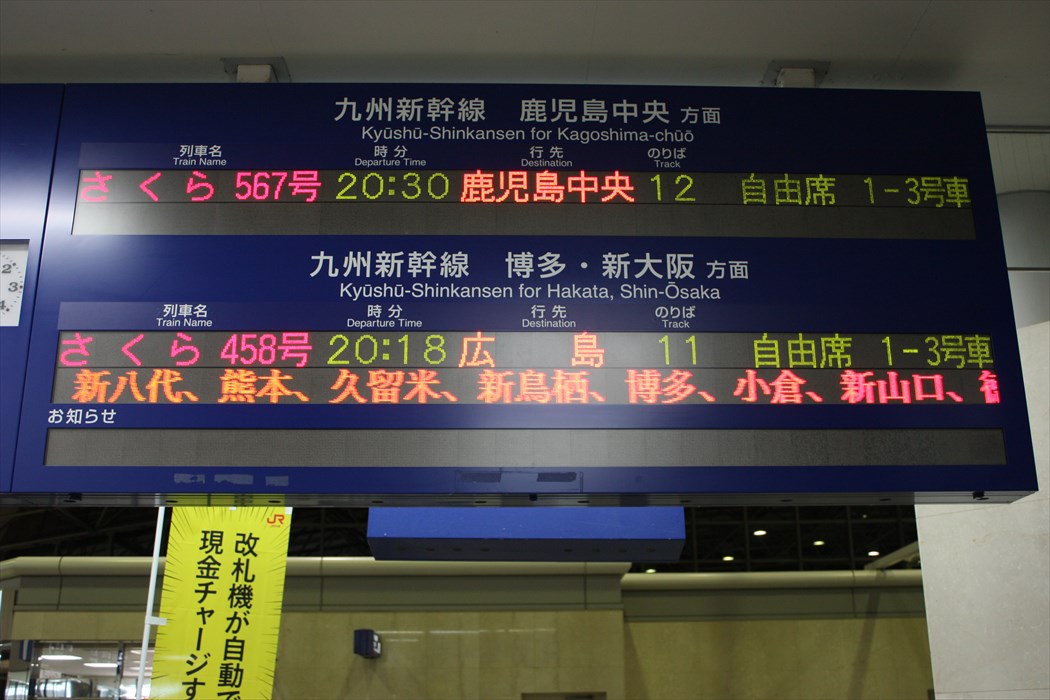 九州新幹線 鹿児島中央 方面
Kyūshū-Shinkansen for Kagoshima-chūō
列車名 時分 行先 のりば
Train Name Departure Time Destination Track
さくら 567号 20:30 鹿児島中央 12 自由席 1-3号車
九州新幹線 博多・新大阪 方面
Kyūshū-Shinkansen for Hakata, Shin-Ōsaka
列車名 時分 行先 のりば
Train Name Departure Time Destination Track
さくら 458号 20:18 広島 11 自由席 1-3号車
新八代、熊本、久留米、新鳥栖、博多、小倉、新山口、
お知らせ
2
3
4
JR
改札機が自動で
現金チャージす